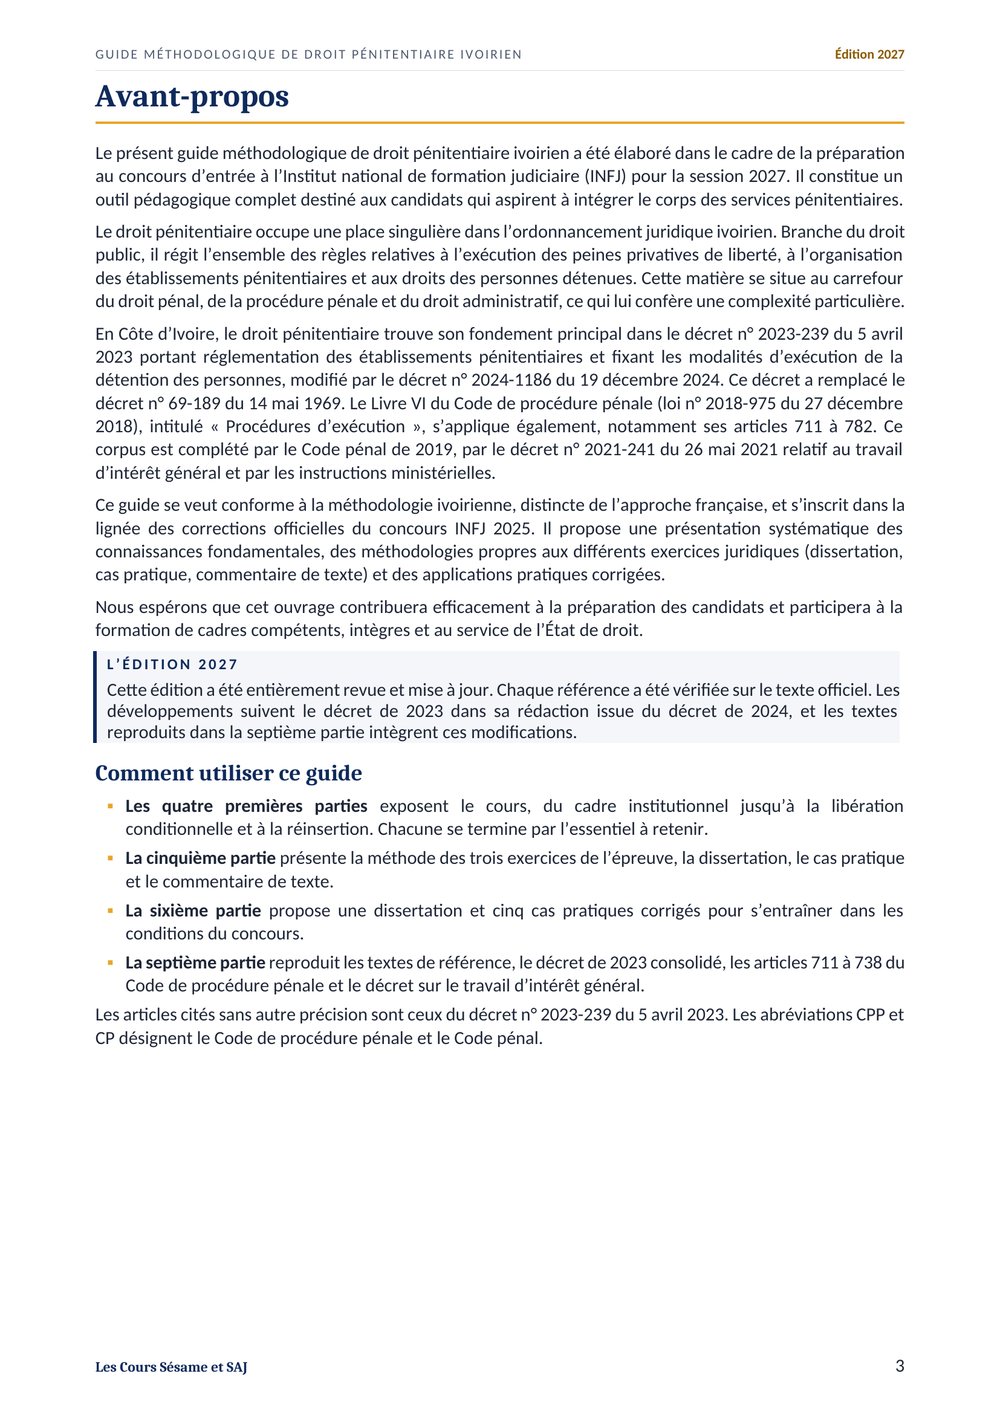 GUIDE MÉTHODOLOGIQUE DE DROIT PÉNITENTIAIRE IVOIRIEN
Édition 2027
Avant-propos
Le présent guide méthodologique de droit pénitentiaire ivoirien a été élaboré dans le cadre de la préparation
au concours d’entrée à l’Institut national de formation judiciaire (INFJ) pour la session 2027. Il constitue un
outil pédagogique complet destiné aux candidats qui aspirent à intégrer le corps des services pénitentiaires.
Le droit pénitentiaire occupe une place singulière dans l’ordonnancement juridique ivoirien. Branche du droit
public, il régit l’ensemble des règles relatives à l’exécution des peines privatives de liberté, à l’organisation
des établissements pénitentiaires et aux droits des personnes détenues. Cette matière se situe au carrefour
du droit pénal, de la procédure pénale et du droit administratif, ce qui lui confère une complexité particulière.
En Côte d’Ivoire, le droit pénitentiaire trouve son fondement principal dans le décret n° 2023-239 du 5 avril
2023 portant réglementation des établissements pénitentiaires et fixant les modalités d’exécution de la
détention des personnes, modifié par le décret n° 2024-1186 du 19 décembre 2024. Ce décret a remplacé le
décret n° 69-189 du 14 mai 1969. Le Livre VI du Code de procédure pénale (loi n° 2018-975 du 27 décembre
2018), intitulé « Procédures d’exécution », s’applique également, notamment ses articles 711 à 782. Ce
corpus est complété par le Code pénal de 2019, par le décret n° 2021-241 du 26 mai 2021 relatif au travail
d’intérêt général et par les instructions ministérielles.
Ce guide se veut conforme à la méthodologie ivoirienne, distincte de l’approche française, et s’inscrit dans la
lignée des corrections officielles du concours INFJ 2025. Il propose une présentation systématique des
connaissances fondamentales, des méthodologies propres aux différents exercices juridiques (dissertation,
cas pratique, commentaire de texte) et des applications pratiques corrigées.
Nous espérons que cet ouvrage contribuera efficacement à la préparation des candidats et participera à la
formation de cadres compétents, intègres et au service de l’État de droit.
L’ÉDITION 2027
Cette édition a été entièrement revue et mise à jour. Chaque référence a été vérifiée sur le texte officiel. Les
développements suivent le décret de 2023 dans sa rédaction issue du décret de 2024, et les textes
reproduits dans la septième partie intègrent ces modifications.
Comment utiliser ce guide
▪ Les quatre premières parties exposent le cours, du cadre institutionnel jusqu’à la libération
conditionnelle et à la réinsertion. Chacune se termine par l’essentiel à retenir.
▪ La cinquième partie présente la méthode des trois exercices de l’épreuve, la dissertation, le cas pratique
et le commentaire de texte.
▪ La sixième partie propose une dissertation et cinq cas pratiques corrigés pour s’entraîner dans les
conditions du concours.
▪ La septième partie reproduit les textes de référence, le décret de 2023 consolidé, les articles 711 à 738 du
Code de procédure pénale et le décret sur le travail d’intérêt général.
Les articles cités sans autre précision sont ceux du décret n° 2023-239 du 5 avril 2023. Les abréviations CPP et
CP désignent le Code de procédure pénale et le Code pénal.
Les Cours Sésame et SAJ
3